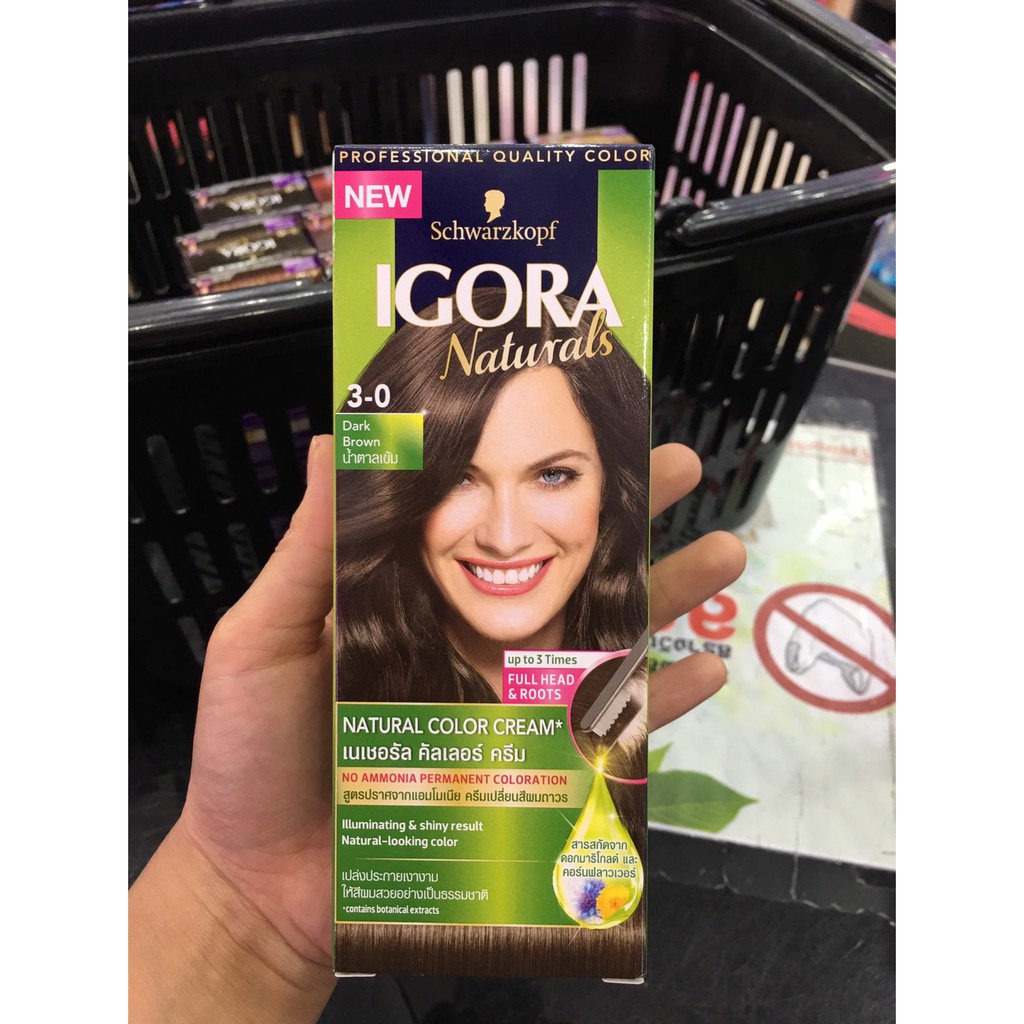 PROFESSIONAL QUALITY COLOR
NEW
Schwarzkopf
IGORA
Naturals
3-0
Dark
Brown
น้ำตาลเข้ม
up to 3 Times
FULL HEAD
& ROOTS
NATURAL COLOR CREAM*
เนเชอรัล คัลเลอร์ ครีม
NO AMMONIA PERMANENT COLORATION
สูตรปราศจากแอมโมเนีย ครีมเปลี่ยนสีผมถาวร
Illuminating & shiny result
Natural-looking color
เปล่งประกายเงางาม
ให้สีผมสวยอย่างเป็นธรรมชาติ
*contains botanical extracts
สารสกัดจาก
ดอกมาริโกลด์ และ
คอร์นฟลาวเวอร์